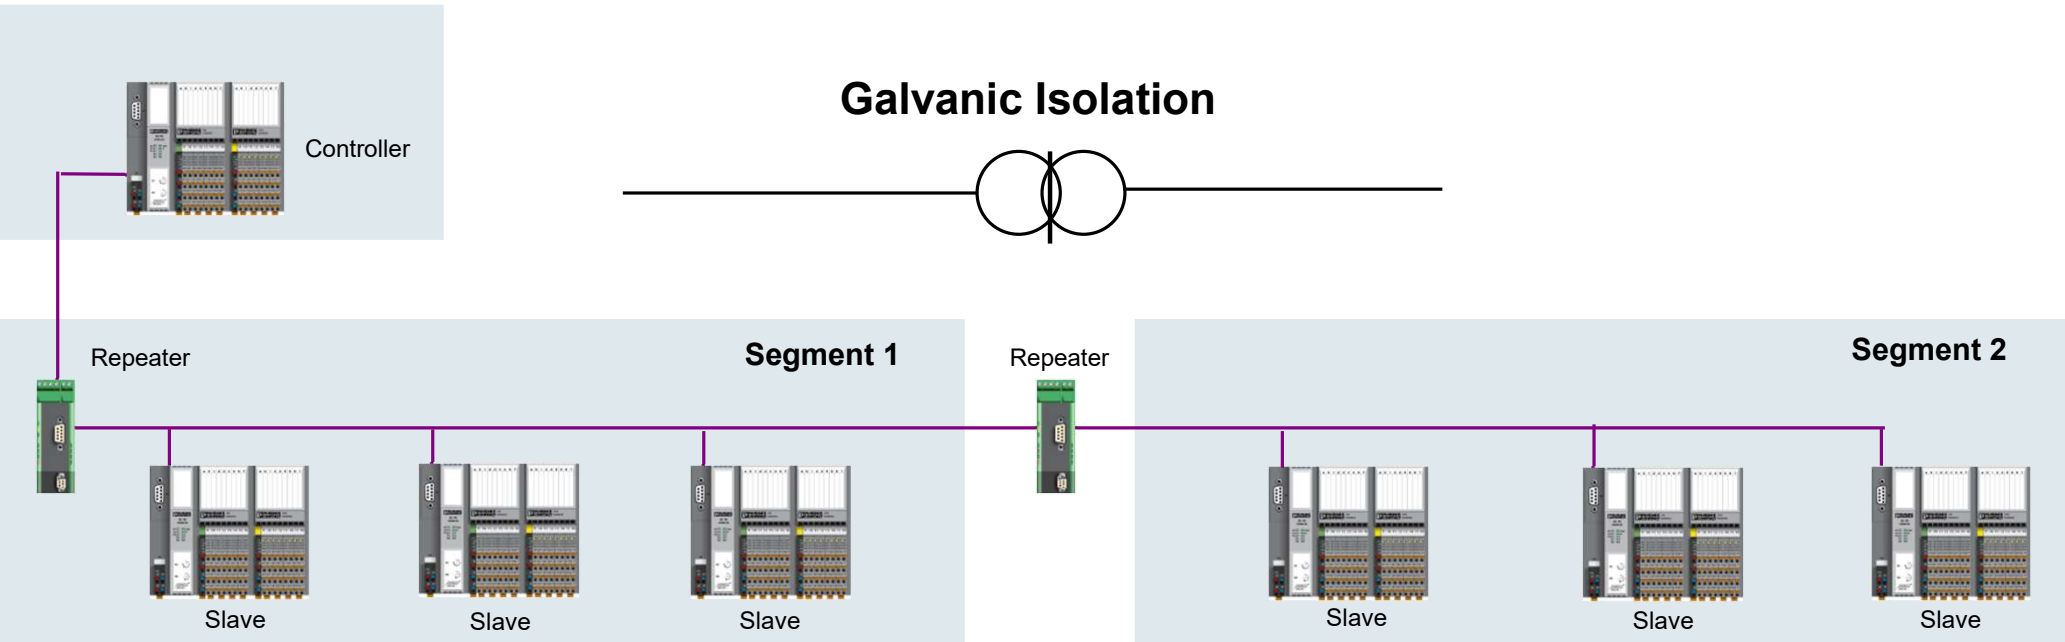 Galvanic Isolation
Controller
Repeater
Segment 1
Repeater
Segment 2
Slave
Slave
Slave
Slave
Slave
Slave